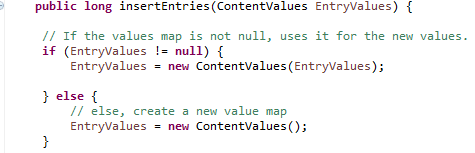 public long insertEntries(ContentValues EntryValues) {
// If the values map is not null, uses it for the new values.
if (EntryValues != null) {
EntryValues = new ContentValues(EntryValues);
} else {
// else, create a new value map
EntryValues = new ContentValues();
}